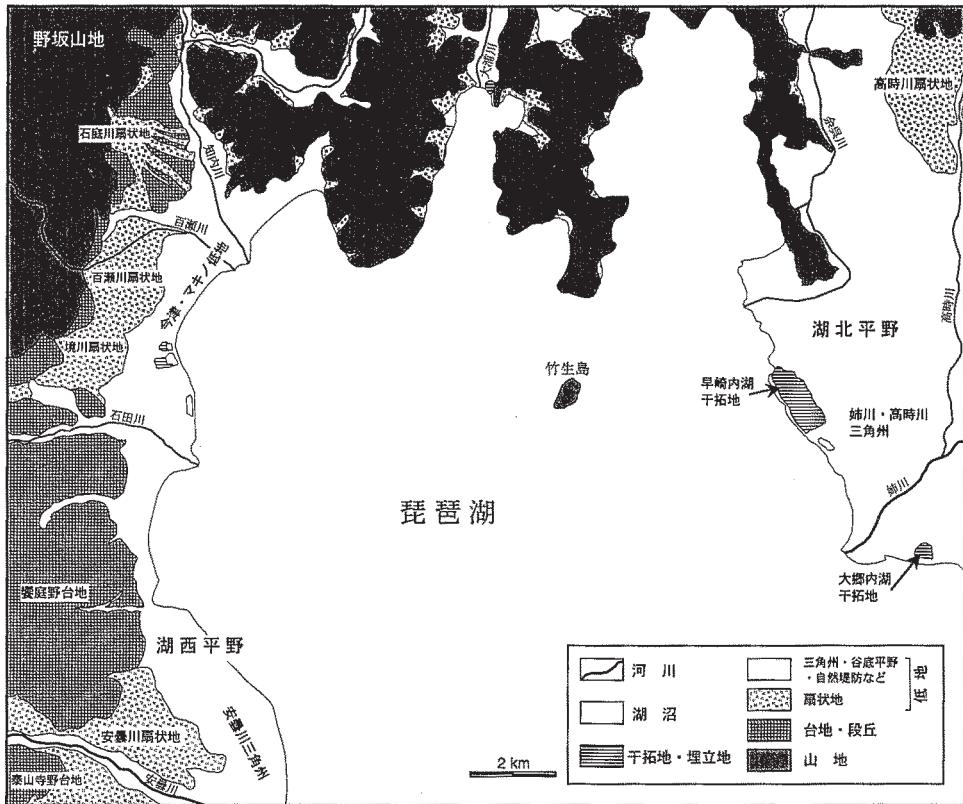 野坂山地
石庭川扇状地
知内川
大浦川
余呉川
高時川扇状地
百瀬川
百瀬川扇状地
今津・マキノ低地
境川扇状地
石田川
竹生島
湖北平野
高時川
早崎内湖
干拓地
姉川・高時川
三角州
姉川
琵琶湖
大郷内湖
干拓地
饗庭野台地
湖西平野
安曇川扇状地
安曇川三角州
安曇川
泰山寺野台地
2 km
河川
湖沼
干拓地・埋立地
三角州・谷底平野
・自然堤防など
扇状地
低地
台地・段丘
山地